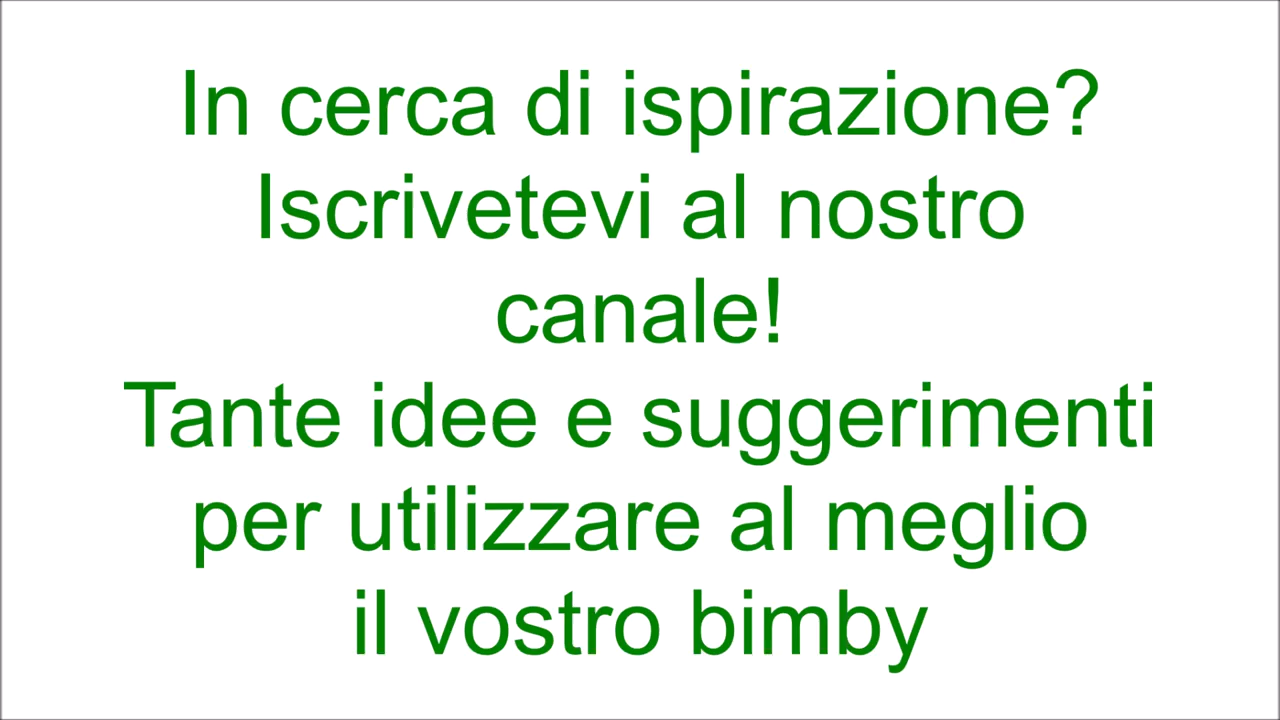 In cerca di ispirazione?
Iscrivetevi al nostro
canale!
Tante idee e suggerimenti
per utilizzare al meglio
il vostro bimby